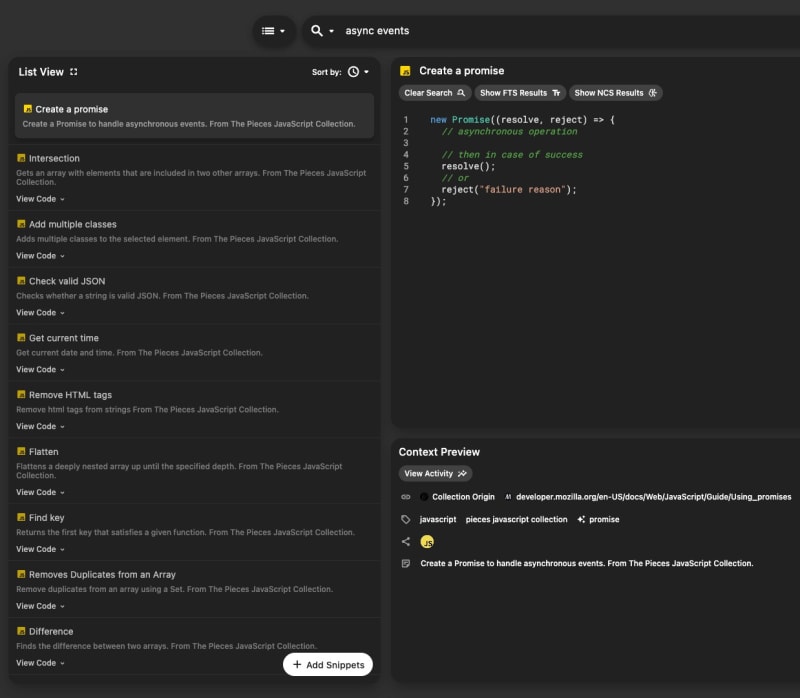 async events
List View
Sort by:
Create a promise
Create a Promise to handle asynchronous events. From The Pieces JavaScript Collection.
Intersection
Gets an array with elements that are included in two other arrays. From The Pieces JavaScript
Collection.
View Code
Add multiple classes
Adds multiple classes to the selected element. From The Pieces JavaScript Collection.
View Code
Check valid JSON
Checks whether a string is valid JSON. From The Pieces JavaScript Collection.
View Code
Get current time
Get current date and time. From The Pieces JavaScript Collection.
View Code
Remove HTML tags
Remove html tags from strings From The Pieces JavaScript Collection.
View Code
Flatten
Flattens a deeply nested array up until the specified depth. From The Pieces JavaScript
Collection.
View Code
Find key
Returns the first key that satisfies a given function. From The Pieces JavaScript Collection.
View Code
Removes Duplicates from an Array
Remove duplicates from an array using a Set. From The Pieces JavaScript Collection.
View Code
Difference
Finds the difference between two arrays. From The Pieces JavaScript Collection.
View Code
+ Add Snippets
JS Create a promise
Clear Search Show FTS Results Tr Show NCS Results
1 new Promise((resolve, reject) => {
2 // asynchronous operation
3
4 // then in case of success
5 resolve();
6 // or
7 reject("failure reason");
8 });
Context Preview
View Activity
Collection Origin developer.mozilla.org/en-US/docs/Web/JavaScript/Guide/Using_promises
javascript pieces javascript collection promise
JS
Create a Promise to handle asynchronous events. From The Pieces JavaScript Collection.